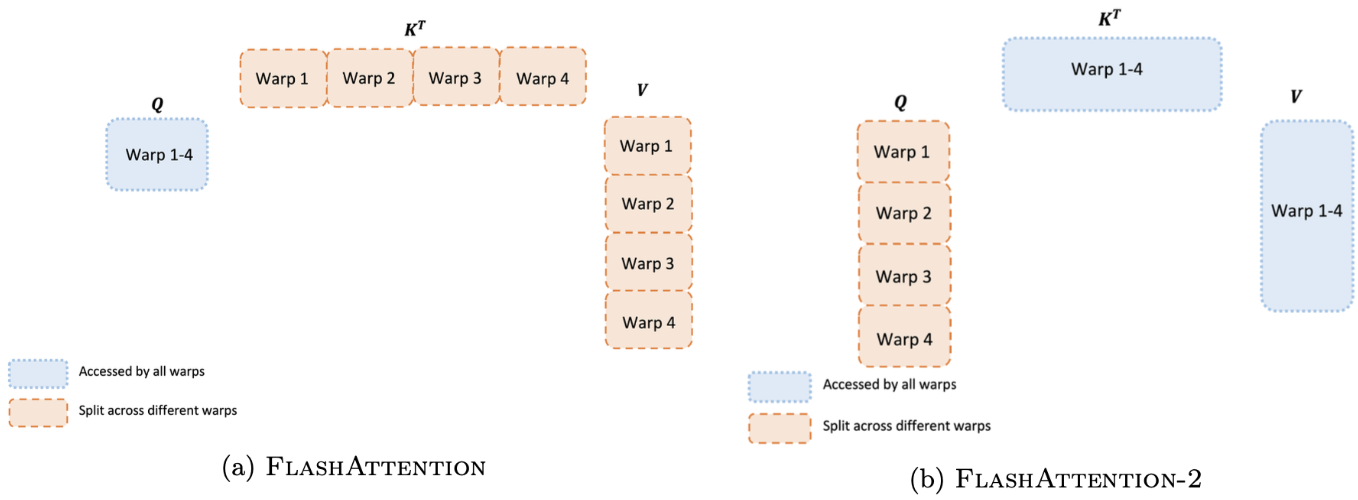 K^T
Warp 1 Warp 2 Warp 3 Warp 4
Q
Warp 1-4
V
Warp 1
Warp 2
Warp 3
Warp 4
Accessed by all warps
Split across different warps
(a) FLASHATTENTION
K^T
Warp 1-4
Q
Warp 1
Warp 2
Warp 3
Warp 4
V
Warp 1-4
Accessed by all warps
Split across different warps
(b) FLASHATTENTION-2